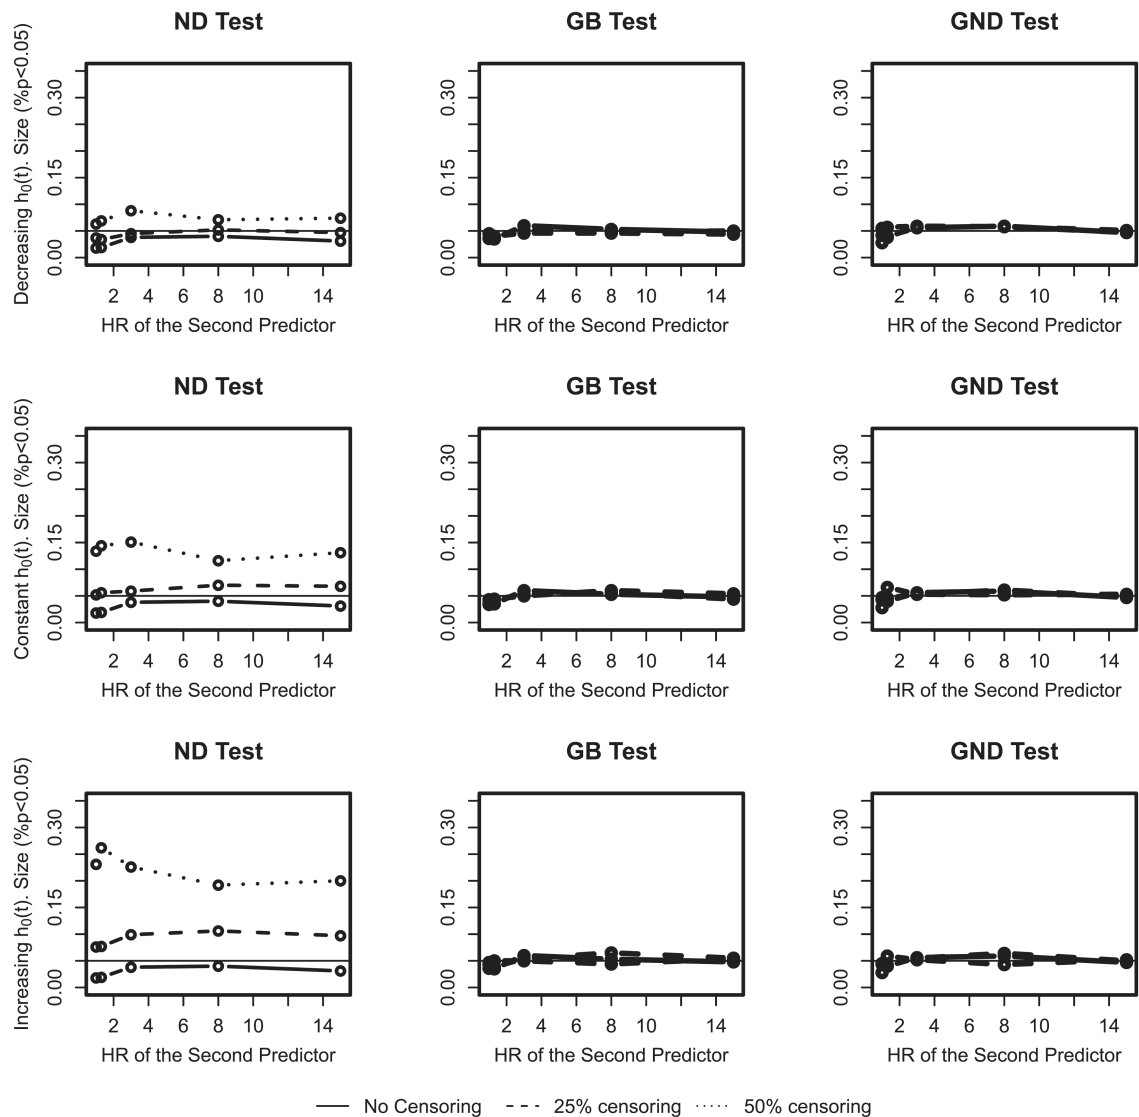 ND Test GB Test GND Test
Decreasing h0(t). Size (%p<0.05)
0.30 0.30 0.30
0.15 0.15 0.15
0.00 0.00 0.00
2 4 6 8 10 14 2 4 6 8 10 14 2 4 6 8 10 14
HR of the Second Predictor HR of the Second Predictor HR of the Second Predictor
ND Test GB Test GND Test
Constant h0(t). Size (%p<0.05)
0.30 0.30 0.30
0.15 0.15 0.15
0.00 0.00 0.00
2 4 6 8 10 14 2 4 6 8 10 14 2 4 6 8 10 14
HR of the Second Predictor HR of the Second Predictor HR of the Second Predictor
ND Test GB Test GND Test
Increasing h0(t). Size (%p<0.05)
0.30 0.30 0.30
0.15 0.15 0.15
0.00 0.00 0.00
2 4 6 8 10 14 2 4 6 8 10 14 2 4 6 8 10 14
HR of the Second Predictor HR of the Second Predictor HR of the Second Predictor
No Censoring 25% censoring 50% censoring